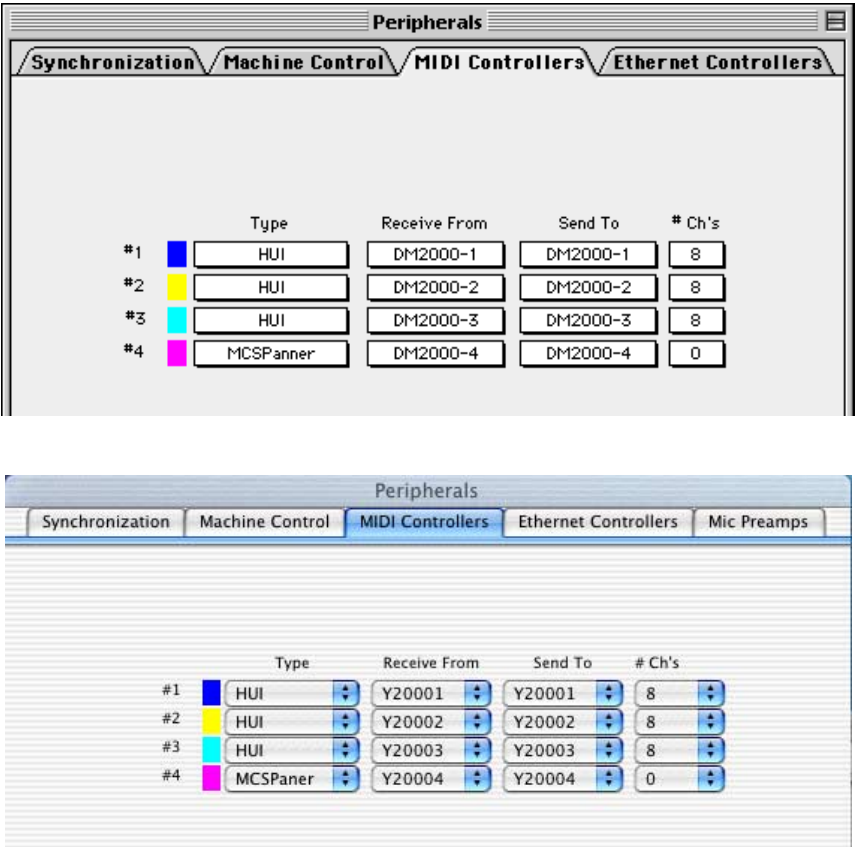 Peripherals
Synchronization Machine Control MIDI Controllers Ethernet Controllers
Type Receive From Send To # Ch's
#1 HUI DM2000-1 DM2000-1 8
#2 HUI DM2000-2 DM2000-2 8
#3 HUI DM2000-3 DM2000-3 8
#4 MCSPanner DM2000-4 DM2000-4 0
Peripherals
Synchronization Machine Control MIDI Controllers Ethernet Controllers Mic Preamps
Type Receive From Send To # Ch's
#1 HUI Y20001 Y20001 8
#2 HUI Y20002 Y20002 8
#3 HUI Y20003 Y20003 8
#4 MCSPaner Y20004 Y20004 0